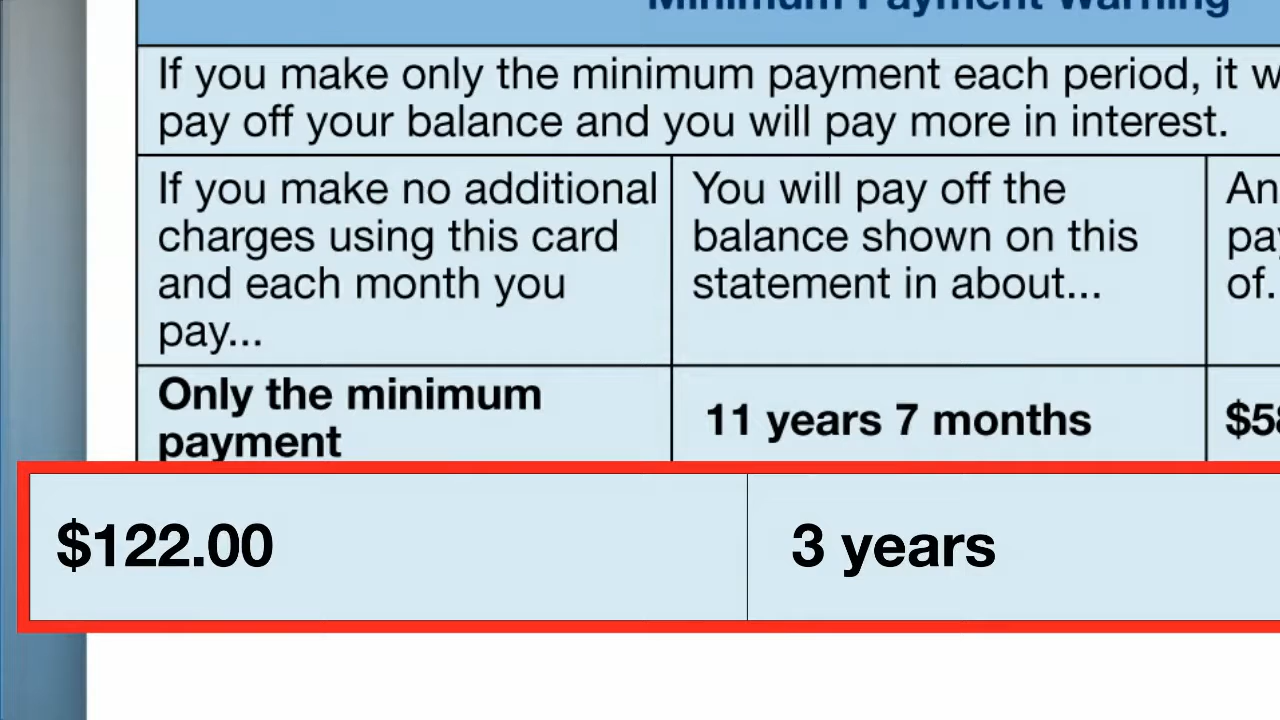 Minimum Payment Warning
If you make only the minimum payment each period, it
pay off your balance and you will pay more in interest.
If you make no additional
charges using this card
and each month you
pay...
You will pay off the
balance shown on this
statement in about...
Only the minimum
payment
11 years 7 months
$122.00
3 years